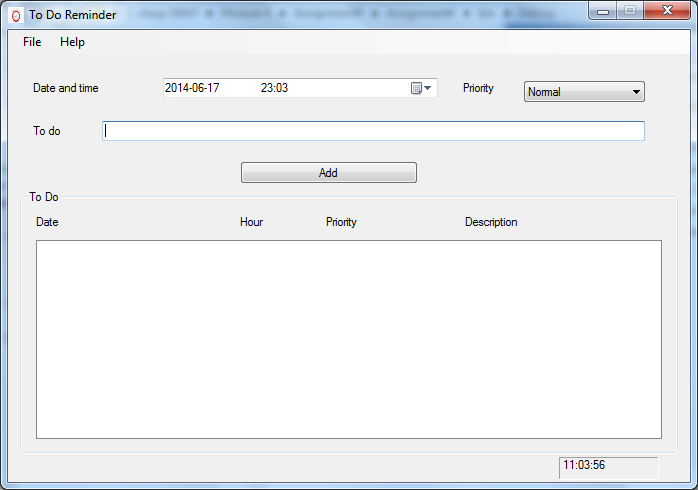 To Do Reminder
File Help
Date and time 2014-06-17 23:03 Priority Normal
To do
Add
To Do
Date Hour Priority Description
11:03:56